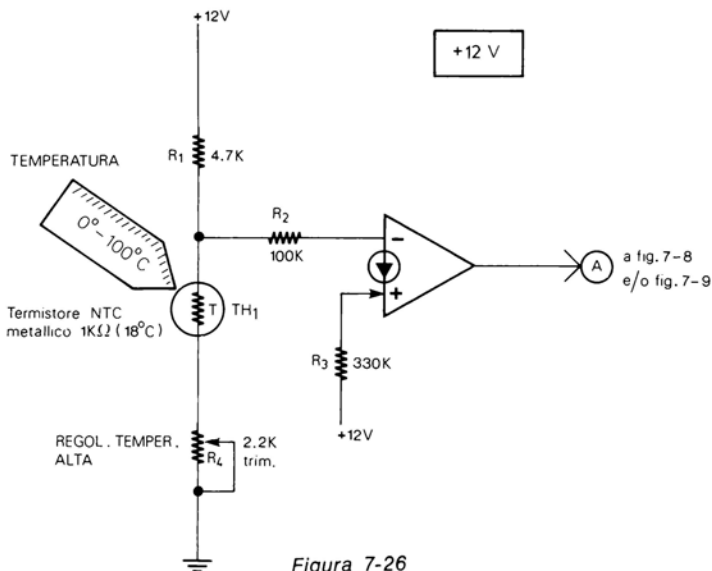 +12V
+12 V
R1 4.7K
TEMPERATURA
0°-100°C
R2
100K
−
+
A
a fig. 7-8
e/o fig. 7-9
T
TH1
Termistore NTC
metallico 1KΩ (18°C)
R3 330K
+12V
REGOL. TEMPER.
ALTA
R4
2.2K
trim.
Figura 7-26